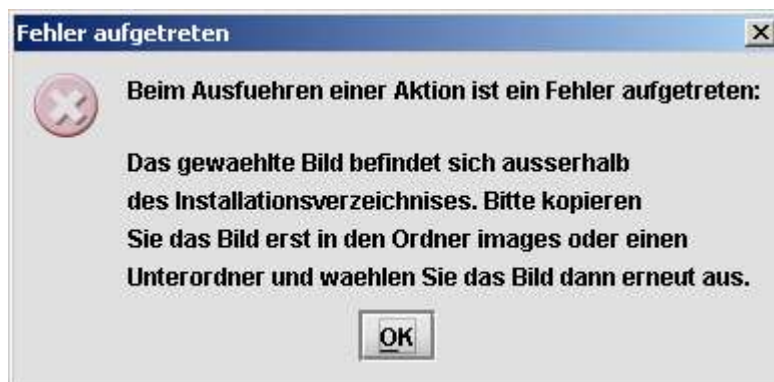 Fehler aufgetreten
Beim Ausfuehren einer Aktion ist ein Fehler aufgetreten:
Das gewaehlte Bild befindet sich ausserhalb
des Installationsverzeichnises. Bitte kopieren
Sie das Bild erst in den Ordner images oder einen
Unterordner und waehlen Sie das Bild dann erneut aus.
OK